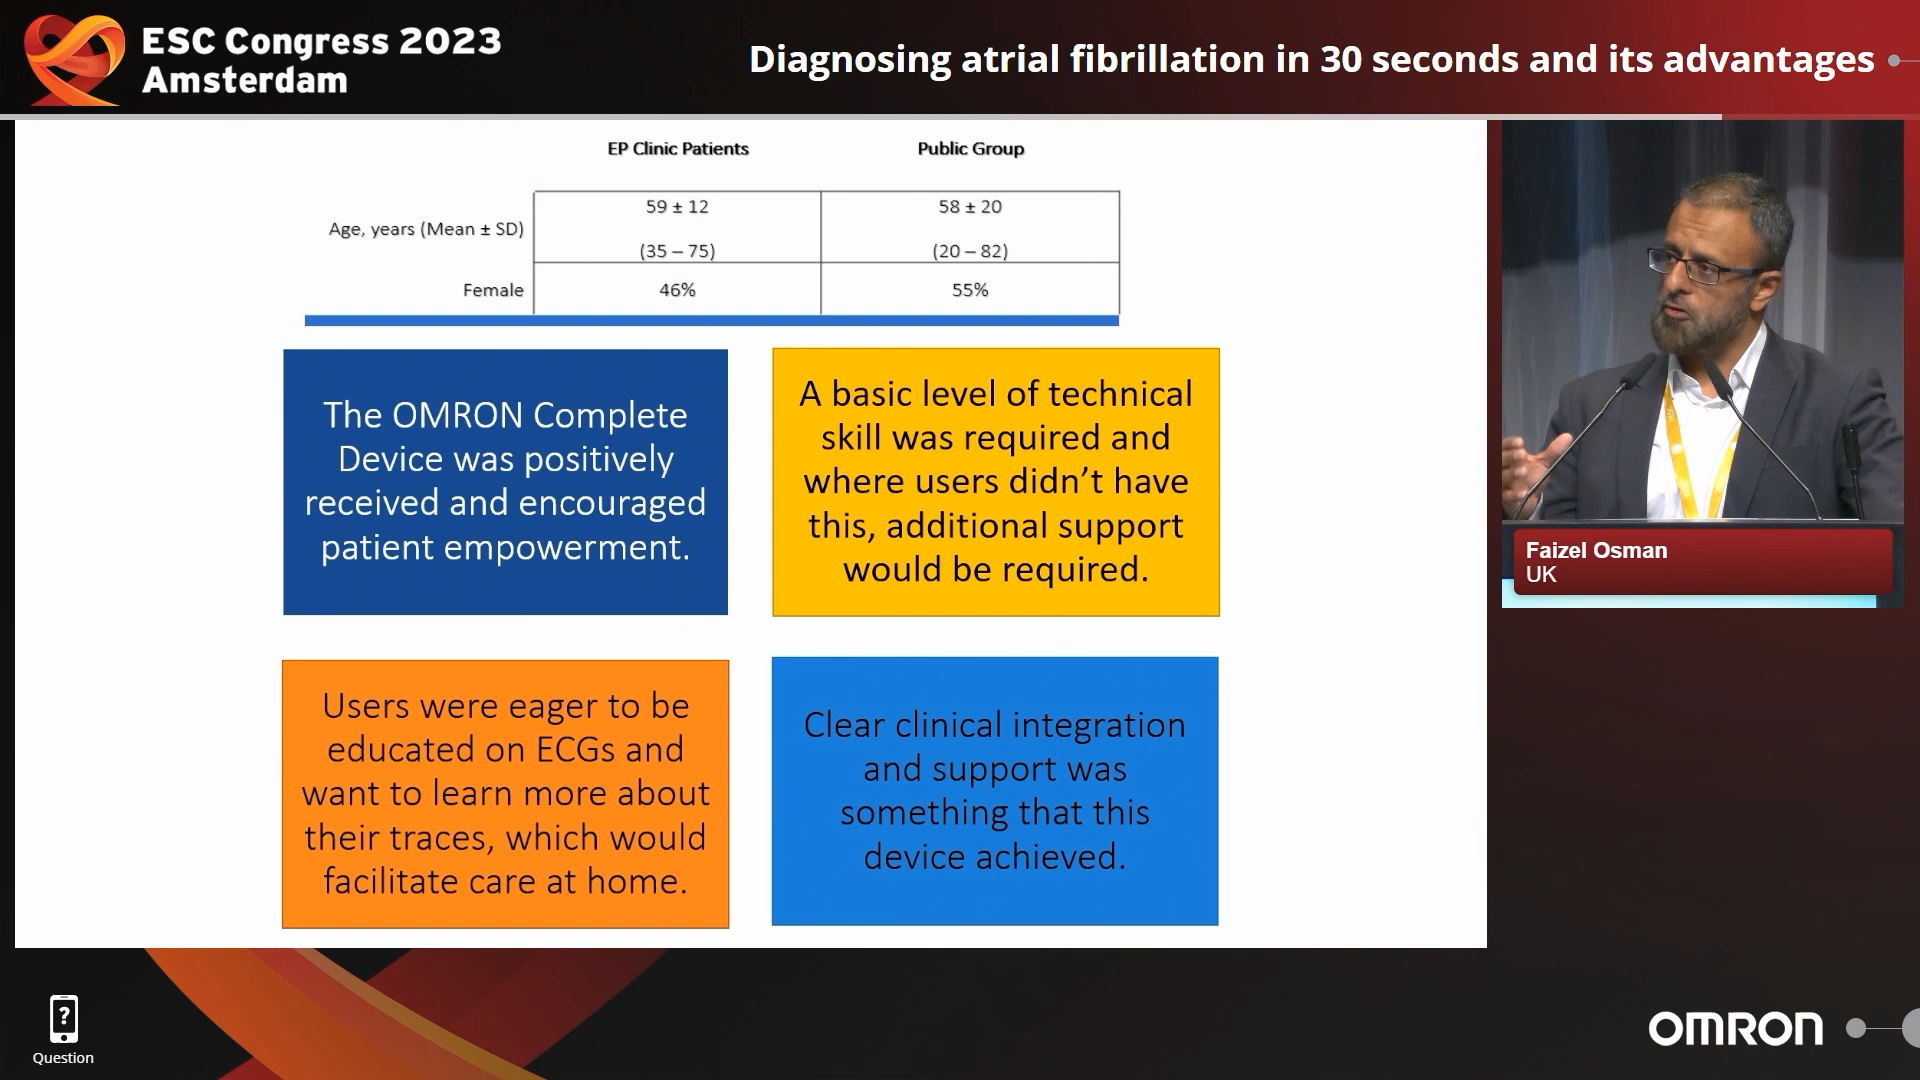 ESC Congress 2023
Amsterdam
Diagnosing atrial fibrillation in 30 seconds and its advantages
EP Clinic Patients
Public Group
Age, years (Mean ± SD)
59 ± 12
(35 – 75)
58 ± 20
(20 – 82)
Female
46%
55%
The OMRON Complete
Device was positively
received and encouraged
patient empowerment.
A basic level of technical
skill was required and
where users didn’t have
this, additional support
would be required.
Users were eager to be
educated on ECGs and
want to learn more about
their traces, which would
facilitate care at home.
Clear clinical integration
and support was
something that this
device achieved.
Faizel Osman
UK
?
Question
OMRON